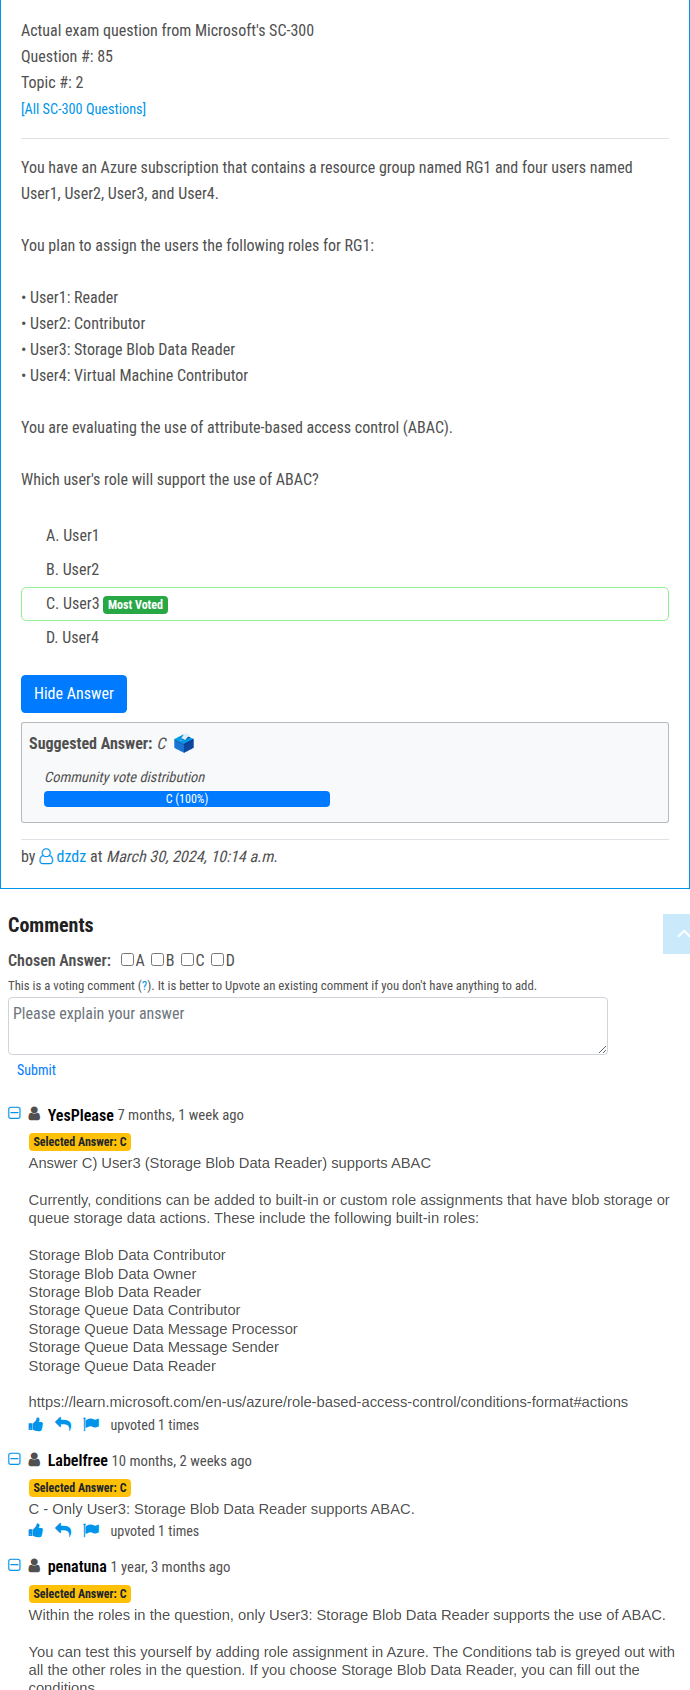 Actual exam question from Microsoft's SC-300
Question #: 85
Topic #: 2
[All SC-300 Questions]
You have an Azure subscription that contains a resource group named RG1 and four users named
User1, User2, User3, and User4.
You plan to assign the users the following roles for RG1:
• User1: Reader
• User2: Contributor
• User3: Storage Blob Data Reader
• User4: Virtual Machine Contributor
You are evaluating the use of attribute-based access control (ABAC).
Which user's role will support the use of ABAC?
A. User1
B. User2
C. User3 Most Voted
D. User4
Hide Answer
Suggested Answer: C
Community vote distribution
C (100%)
by dzdz at March 30, 2024, 10:14 a.m.
Comments
Chosen Answer: A B C D
This is a voting comment (?). It is better to Upvote an existing comment if you don't have anything to add.
Please explain your answer
Submit
YesPlease 7 months, 1 week ago
Selected Answer: C
Answer C) User3 (Storage Blob Data Reader) supports ABAC
Currently, conditions can be added to built-in or custom role assignments that have blob storage or
queue storage data actions. These include the following built-in roles:
Storage Blob Data Contributor
Storage Blob Data Owner
Storage Blob Data Reader
Storage Queue Data Contributor
Storage Queue Data Message Processor
Storage Queue Data Message Sender
Storage Queue Data Reader
https://learn.microsoft.com/en-us/azure/role-based-access-control/conditions-format#actions
upvoted 1 times
Labelfree 10 months, 2 weeks ago
Selected Answer: C
C - Only User3: Storage Blob Data Reader supports ABAC.
upvoted 1 times
penatuna 1 year, 3 months ago
Selected Answer: C
Within the roles in the question, only User3: Storage Blob Data Reader supports the use of ABAC.
You can test this yourself by adding role assignment in Azure. The Conditions tab is greyed out with
all the other roles in the question. If you choose Storage Blob Data Reader, you can fill out the
conditions